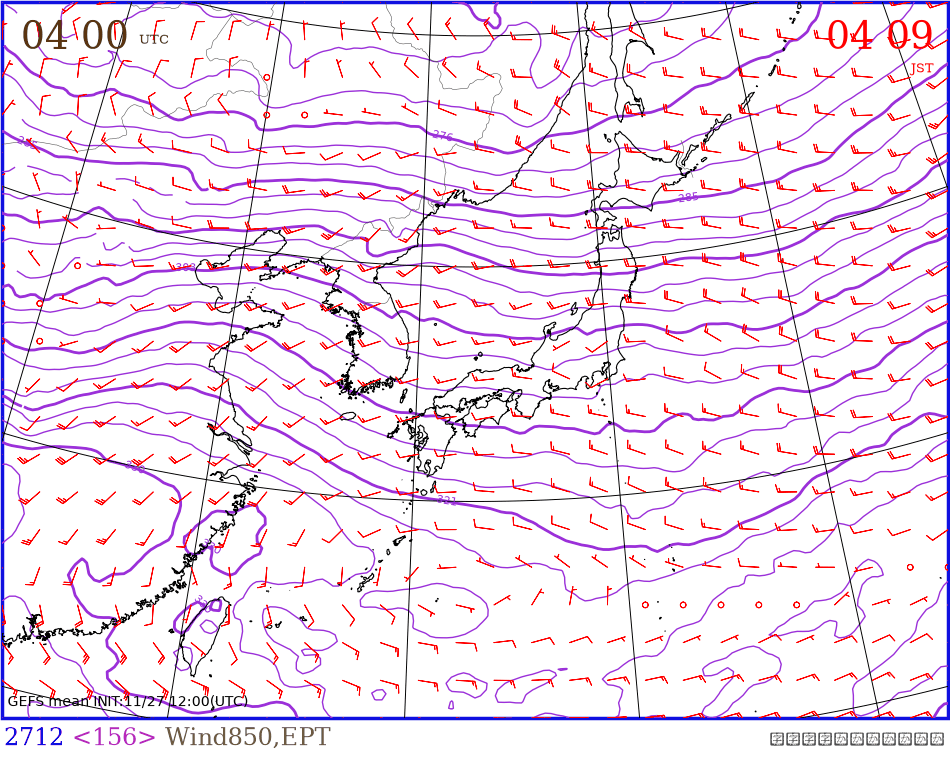 04 00 UTC
04 09 JST
276
285
303
321
GEFS mean INIT:11/27 12:00(UTC)
2712 <156> Wind850,EPT